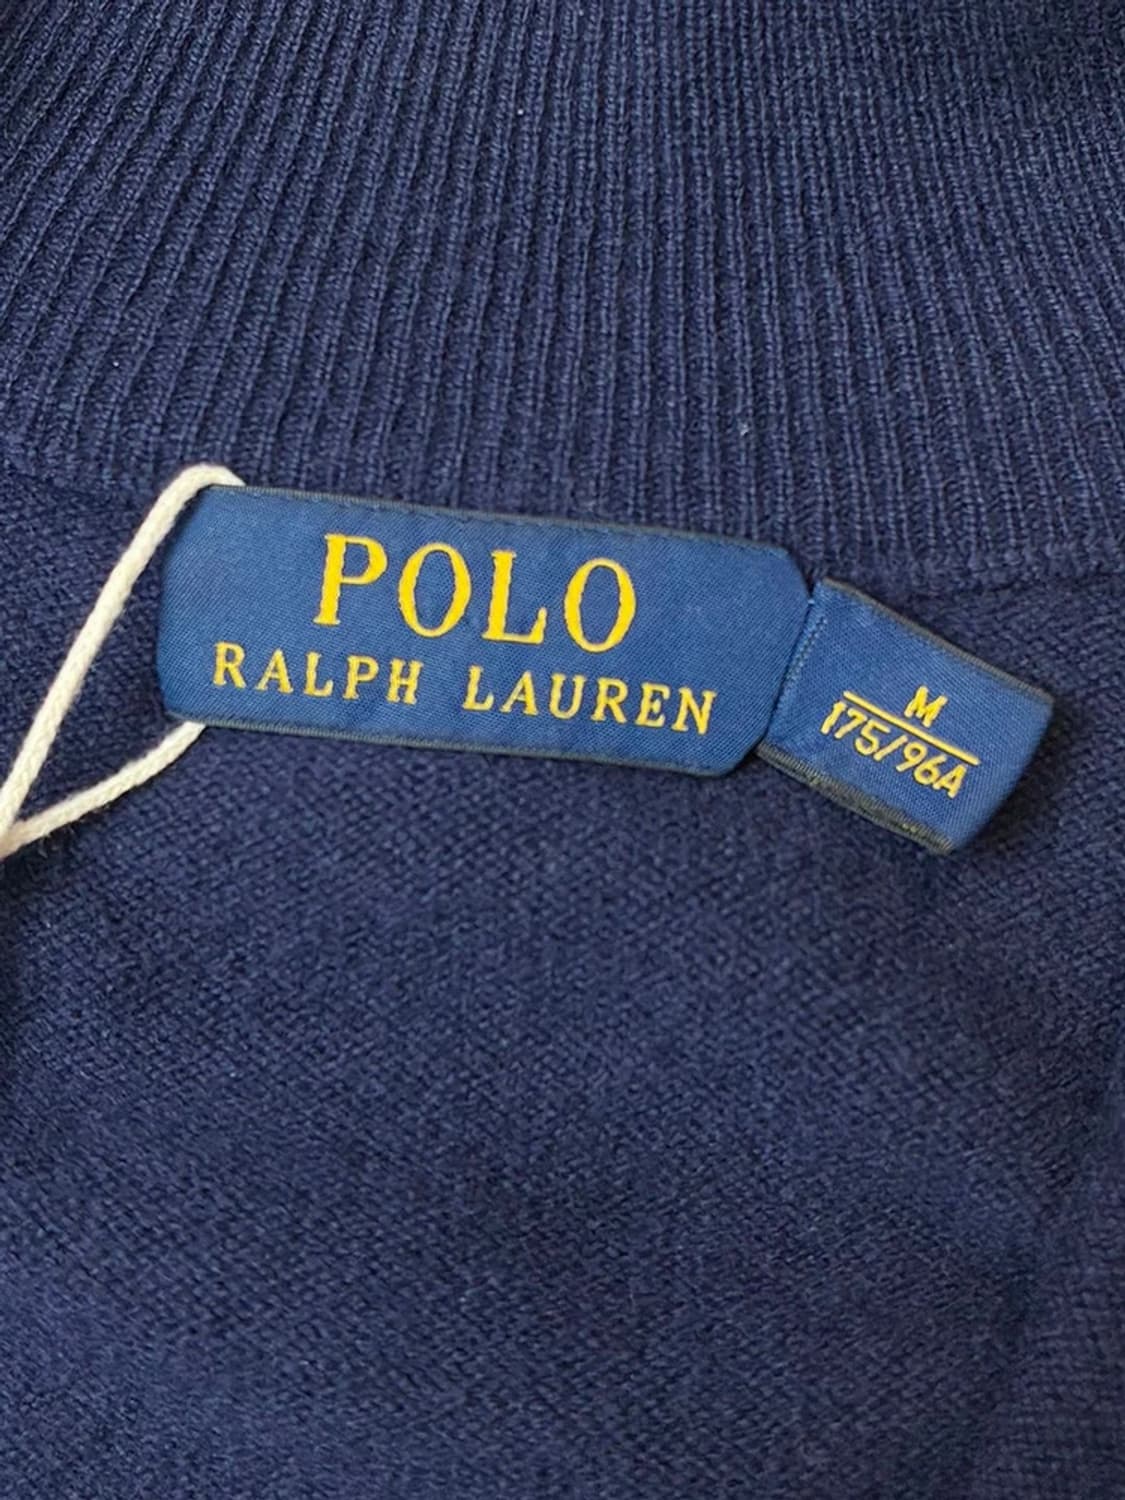 POLO
RALPH LAUREN
M
175/96A